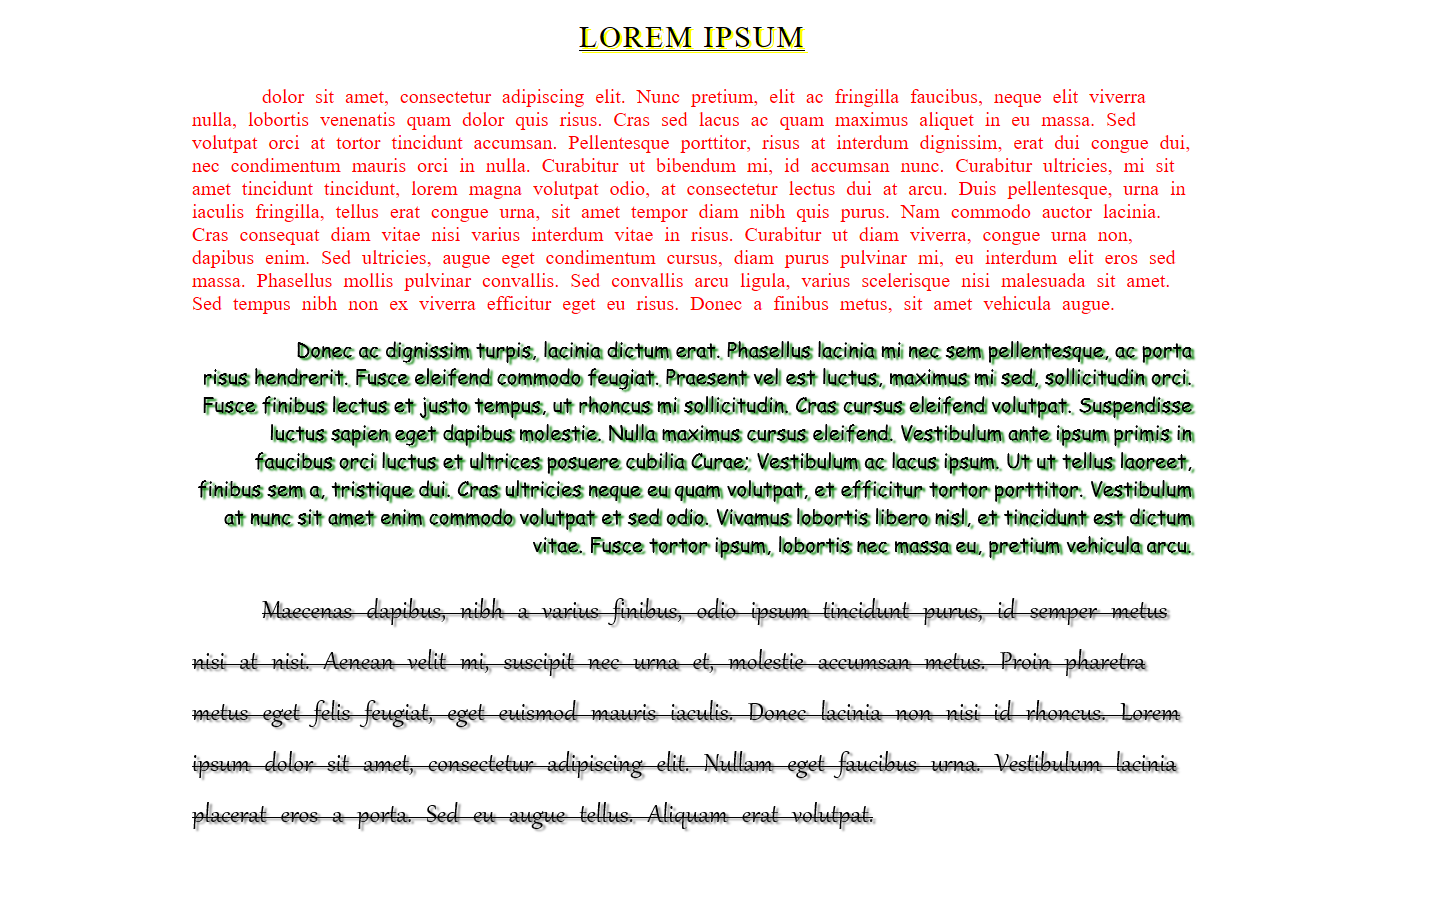 LOREM IPSUM
dolor sit amet, consectetur adipiscing elit. Nunc pretium, elit ac fringilla faucibus, neque elit viverra
nulla, lobortis venenatis quam dolor quis risus. Cras sed lacus ac quam maximus aliquet in eu massa. Sed
volutpat orci at tortor tincidunt accumsan. Pellentesque porttitor, risus at interdum dignissim, erat dui congue dui,
nec condimentum mauris orci in nulla. Curabitur ut bibendum mi, id accumsan nunc. Curabitur ultricies, mi sit
amet tincidunt tincidunt, lorem magna volutpat odio, at consectetur lectus dui at arcu. Duis pellentesque, urna in
iaculis fringilla, tellus erat congue urna, sit amet tempor diam nibh quis purus. Nam commodo auctor lacinia.
Cras consequat diam vitae nisi varius interdum vitae in risus. Curabitur ut diam viverra, congue urna non,
dapibus enim. Sed ultricies, augue eget condimentum cursus, diam purus pulvinar mi, eu interdum elit eros sed
massa. Phasellus mollis pulvinar convallis. Sed convallis arcu ligula, varius scelerisque nisi malesuada sit amet.
Sed tempus nibh non ex viverra efficitur eget eu risus. Donec a finibus metus, sit amet vehicula augue.
Donec ac dignissim turpis, lacinia dictum erat. Phasellus lacinia mi nec sem pellentesque, ac porta
risus hendrerit. Fusce eleifend commodo feugiat. Praesent vel est luctus, maximus mi sed, sollicitudin orci.
Fusce finibus lectus et justo tempus, ut rhoncus mi sollicitudin. Cras cursus eleifend volutpat. Suspendisse
luctus sapien eget dapibus molestie. Nulla maximus cursus eleifend. Vestibulum ante ipsum primis in
faucibus orci luctus et ultrices posuere cubilia Curae; Vestibulum ac lacus ipsum. Ut ut tellus laoreet,
finibus sem a, tristique dui. Cras ultricies neque eu quam volutpat, et efficitur tortor porttitor. Vestibulum
at nunc sit amet enim commodo volutpat et sed odio. Vivamus lobortis libero nisl, et tincidunt est dictum
vitae. Fusce tortor ipsum, lobortis nec massa eu, pretium vehicula arcu.
Maecenas dapibus, nibh a varius finibus, odio ipsum tincidunt purus, id semper metus
nisi at nisi. Aenean velit mi, suscipit nec urna et, molestie accumsan metus. Proin pharetra
metus eget felis feugiat, eget euismod mauris iaculis. Donec lacinia non nisi id rhoncus. Lorem
ipsum dolor sit amet, consectetur adipiscing elit. Nullam eget faucibus urna. Vestibulum lacinia
placerat eros a porta. Sed eu augue tellus. Aliquam erat volutpat.